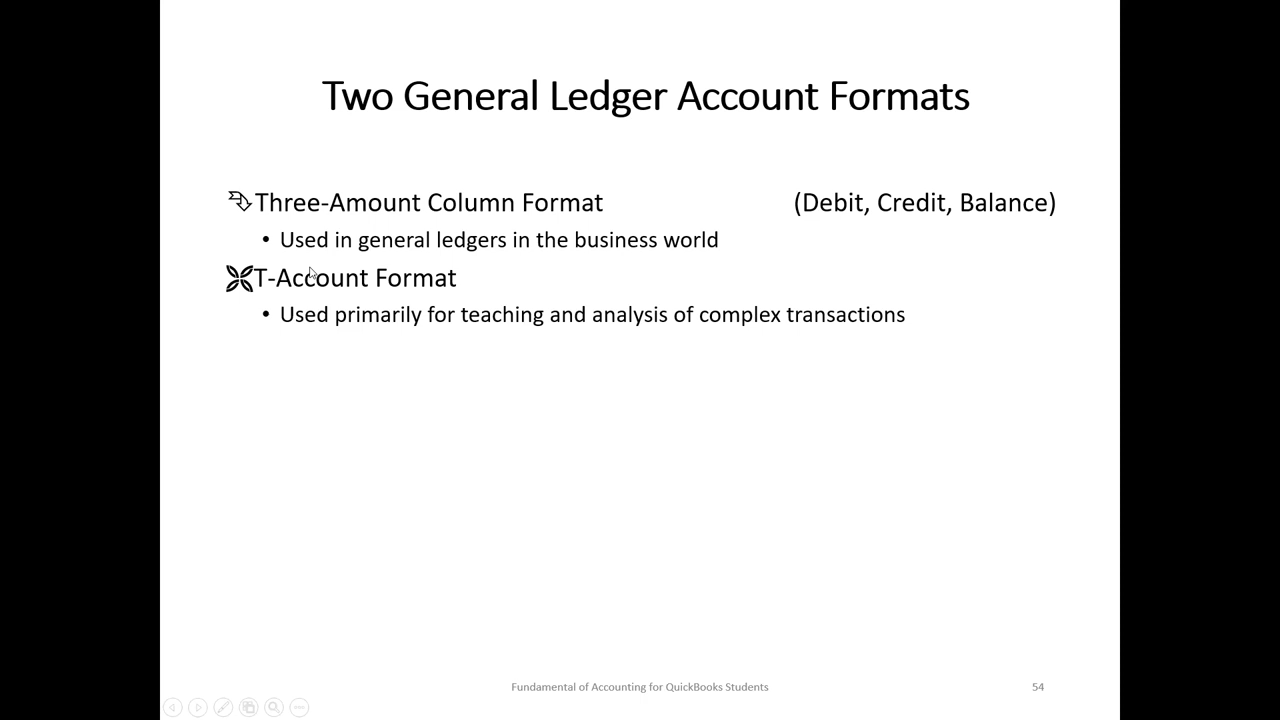 Two General Ledger Account Formats
Three-Amount Column Format (Debit, Credit, Balance)
• Used in general ledgers in the business world
T-Account Format
• Used primarily for teaching and analysis of complex transactions
Fundamental of Accounting for QuickBooks Students 54